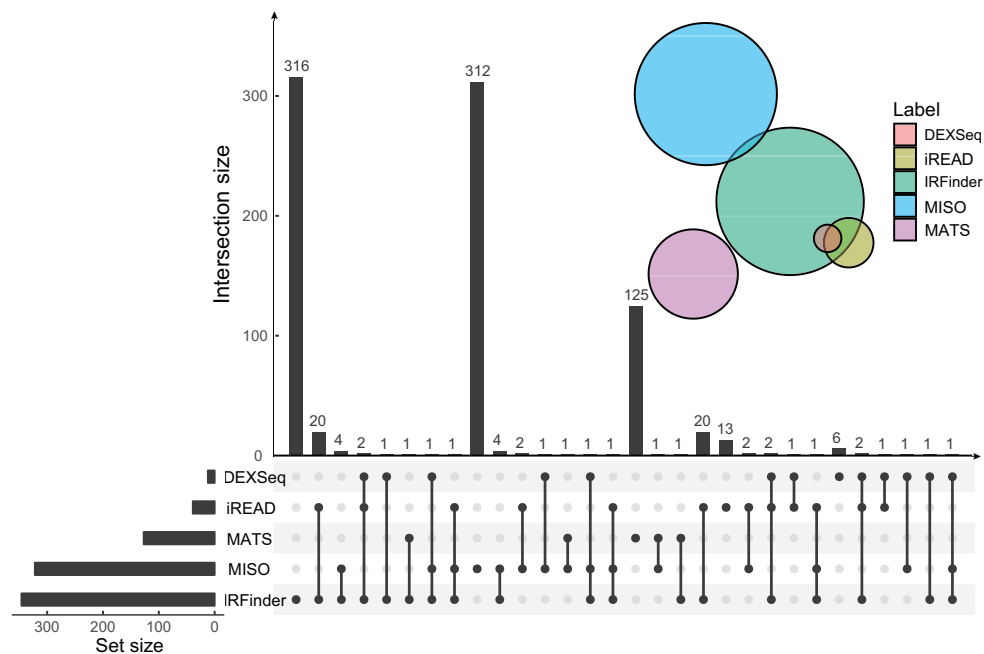 316
312
300
Intersection size
200
125
100
20
4
2
1
1
1
1
4
2
1
1
1
1
1
1
20
13
2
2
1
1
6
2
1
1
1
1
0
Label
DEXSeq
iREAD
IRFinder
MISO
MATS
DEXSeq
iREAD
MATS
MISO
IRFinder
300 200 100 0
Set size